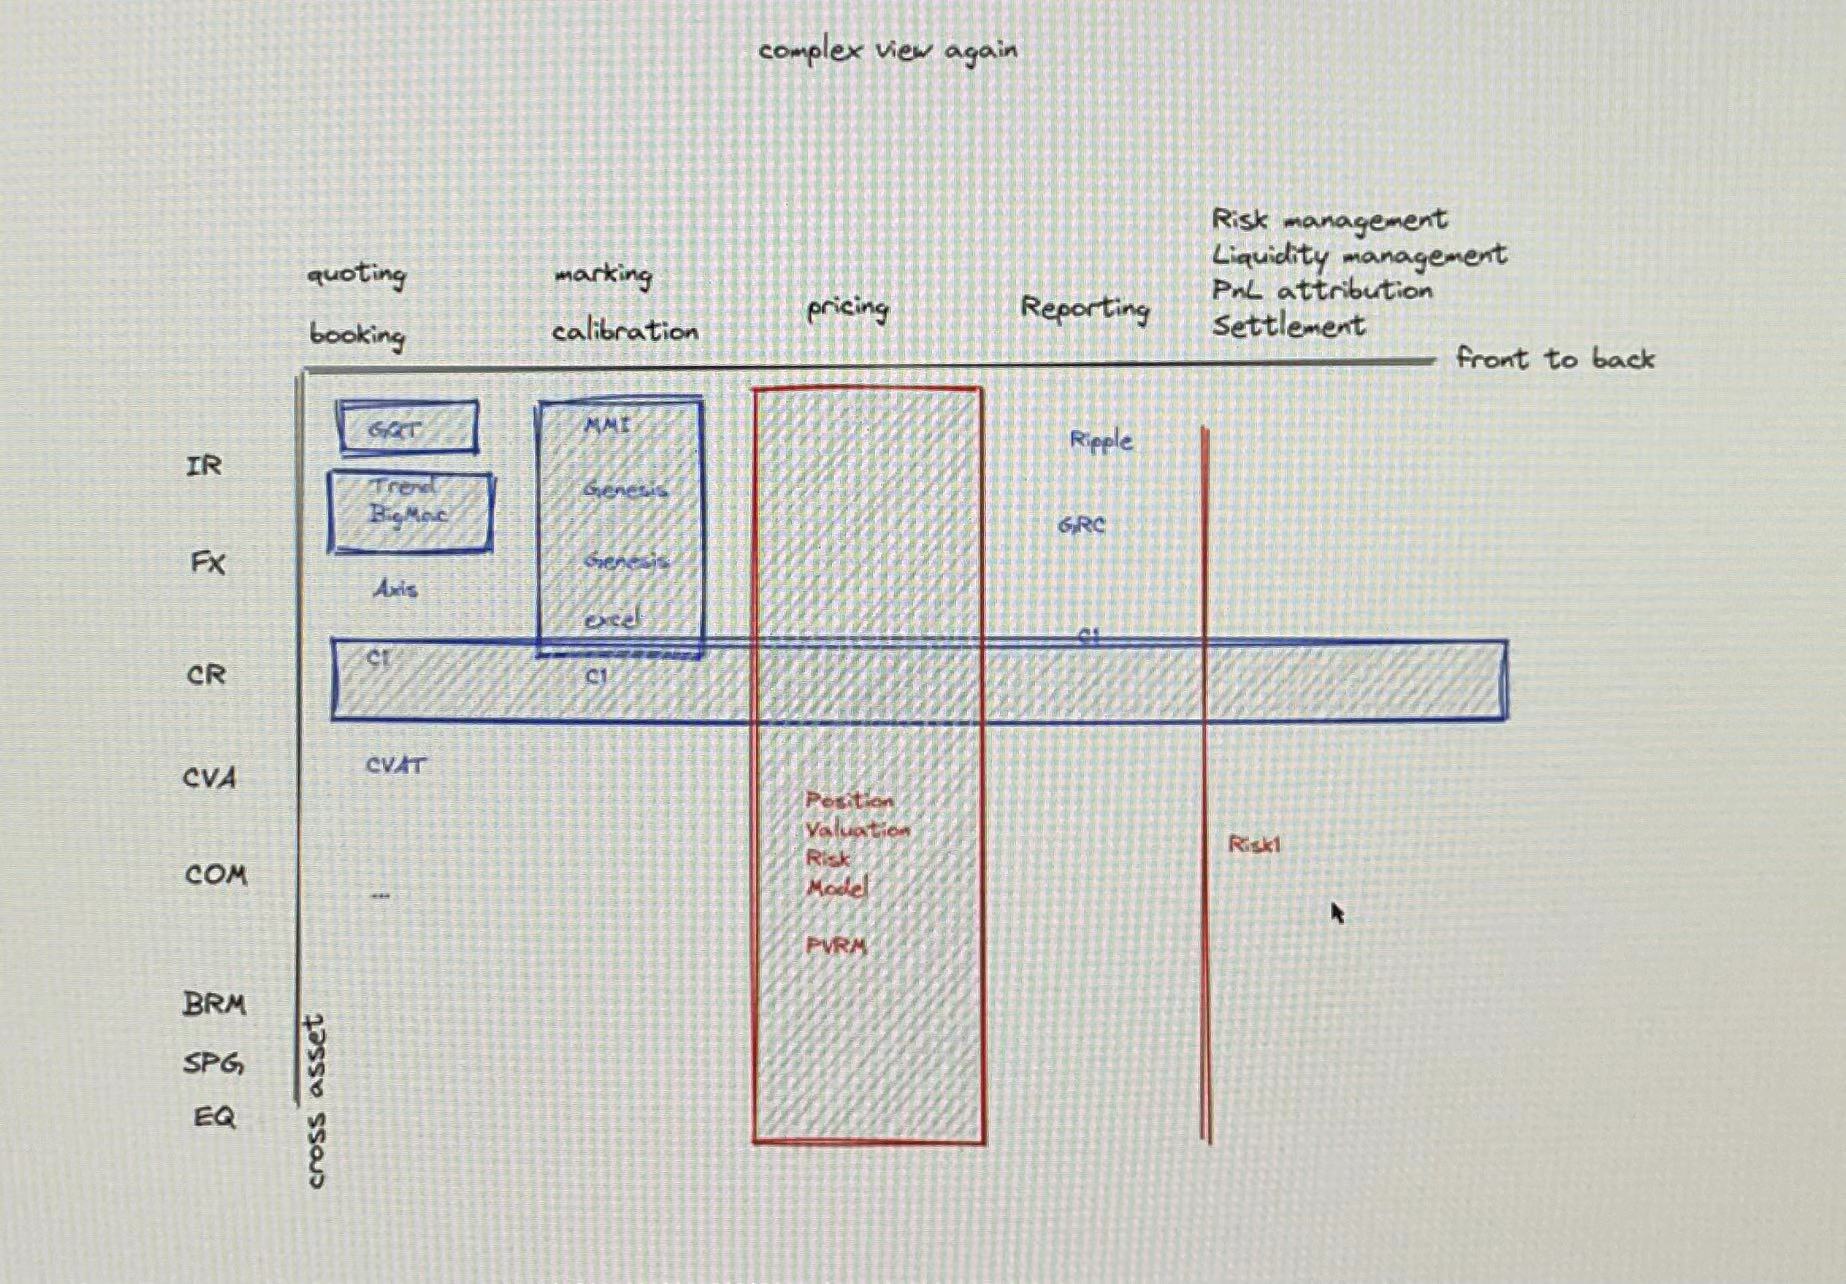 complex view again
Risk management
Liquidity management
PnL attribution
Settlement
quoting
booking
marking
calibration
pricing
Reporting
front to back
IR
FX
CR
CVA
COM
BRM
SPG
EQ
cross asset
GQT
Trend
BigMac
Axis
C1
CVAT
...
MMI
Genesis
Genesis
excel
C1
Position
Valuation
Risk
Model
PVRM
Ripple
GRC
C1
Risk1